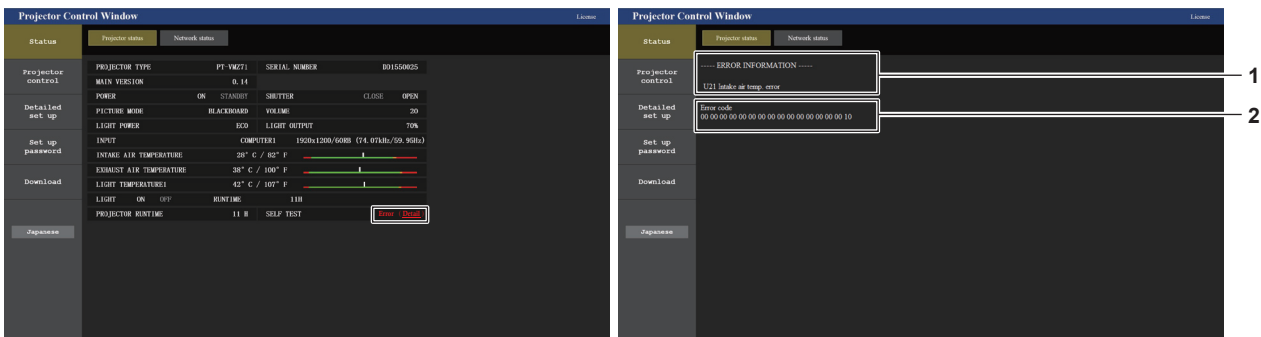 Projector Control Window License
Status
Projector control
Detailed set up
Set up password
Download
Japanese
Projector status Network status
PROJECTOR TYPE PT-VMZ71 SERIAL NUMBER DD1550025
MAIN VERSION 0.14
POWER ON STANDBY SHUTTER CLOSE OPEN
PICTURE MODE BLACKBOARD VOLUME 20
LIGHT POWER ECO LIGHT OUTPUT 70%
INPUT COMPUTER1 1920x1200/60RB (74.07kHz/59.95Hz)
INTAKE AIR TEMPERATURE 28° C / 82° F
EXHAUST AIR TEMPERATURE 38° C / 100° F
LIGHT TEMPERATURE1 42° C / 107° F
LIGHT ON OFF RUNTIME 11H
PROJECTOR RUNTIME 11 H SELF TEST Error (Detail)
Projector Control Window License
Status
Projector control
Detailed set up
Set up password
Download
Japanese
Projector status Network status
----- ERROR INFORMATION -----
U21 Intake air temp. error
1
Error code
00 00 00 00 00 00 00 00 00 00 00 00 00 00 00 10
2